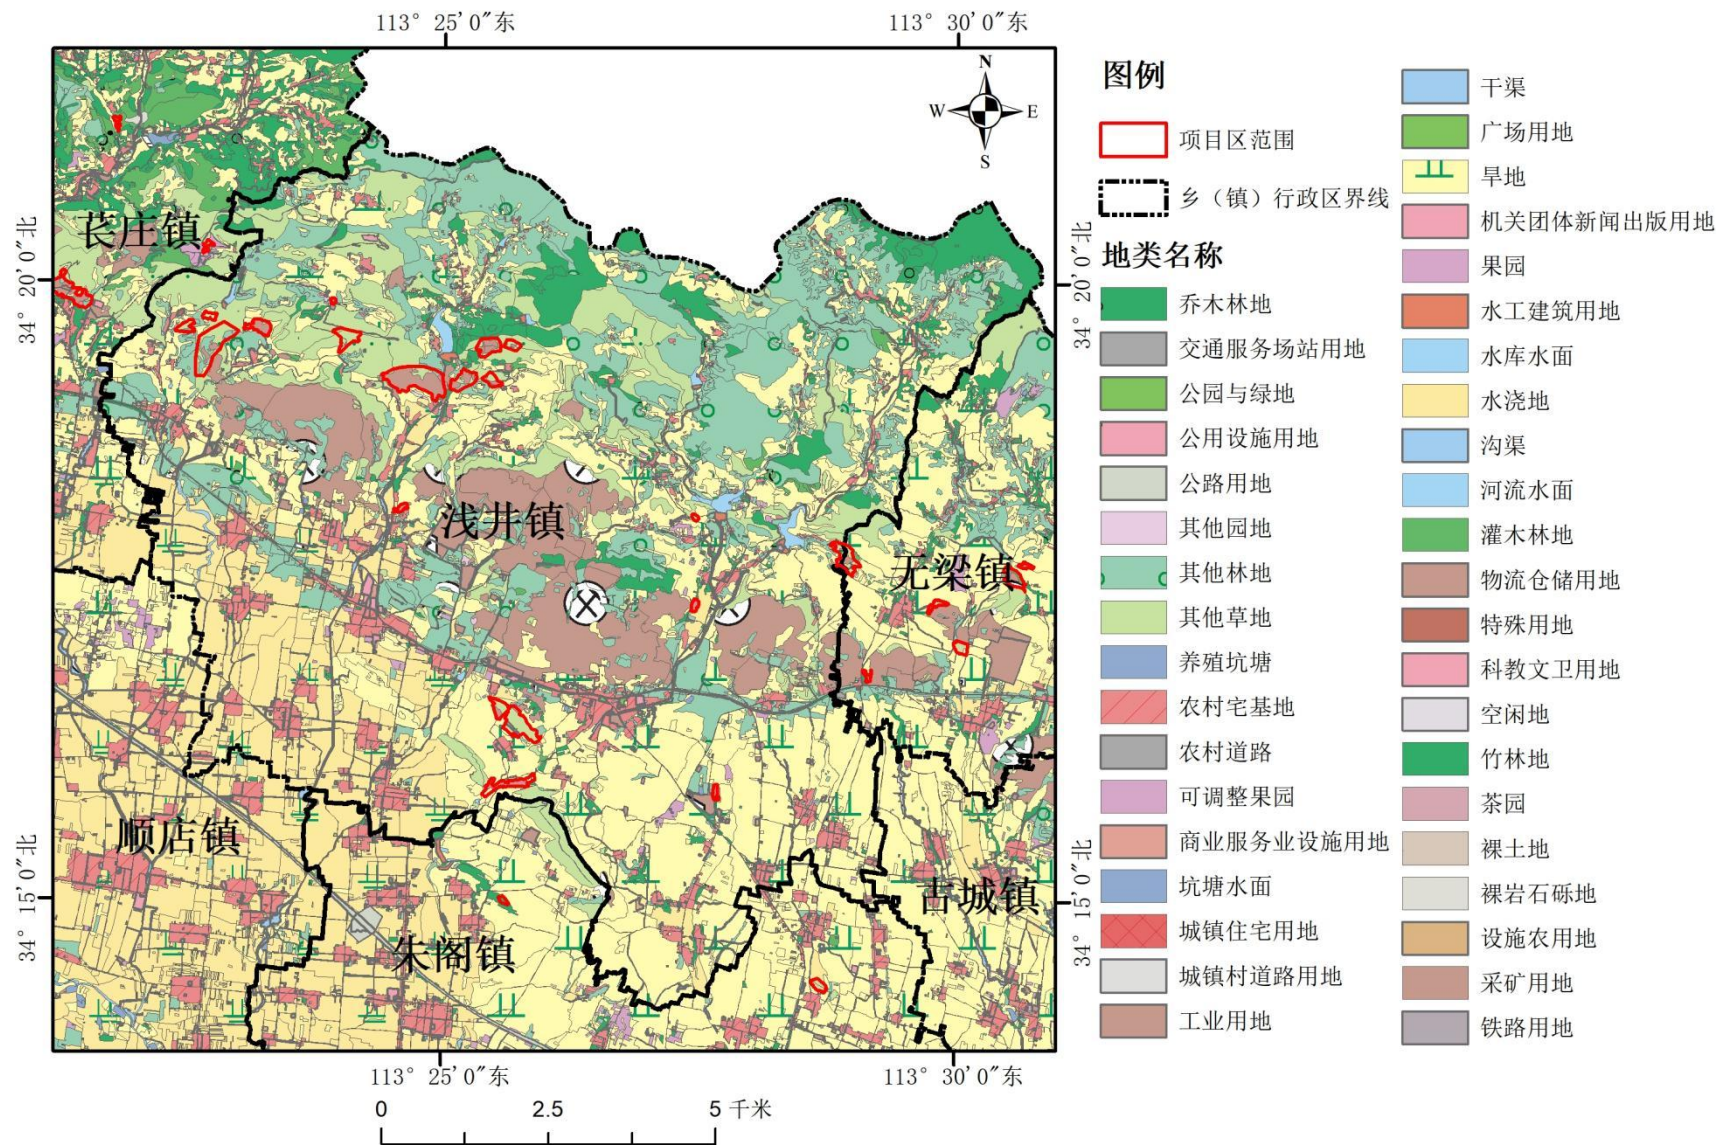 113° 25′0″东
113° 30′0″东
34° 20′0″北
34° 20′0″北
34° 15′0″北
34° 15′0″北
N
W
E
S
苌庄镇
浅井镇
无梁镇
顺店镇
古城镇
朱阁镇
113° 25′0″东
113° 30′0″东
0
2.5
5 千米
图例
项目区范围
乡（镇）行政区界线
地类名称
乔木林地
交通服务场站用地
公园与绿地
公用设施用地
公路用地
其他园地
其他林地
其他草地
养殖坑塘
农村宅基地
农村道路
可调整果园
商业服务业设施用地
坑塘水面
城镇住宅用地
城镇村道路用地
工业用地
干渠
广场用地
旱地
机关团体新闻出版用地
果园
水工建筑用地
水库水面
水浇地
沟渠
河流水面
灌木林地
物流仓储用地
特殊用地
科教文卫用地
空闲地
竹林地
茶园
裸土地
裸岩石砾地
设施农用地
采矿用地
铁路用地